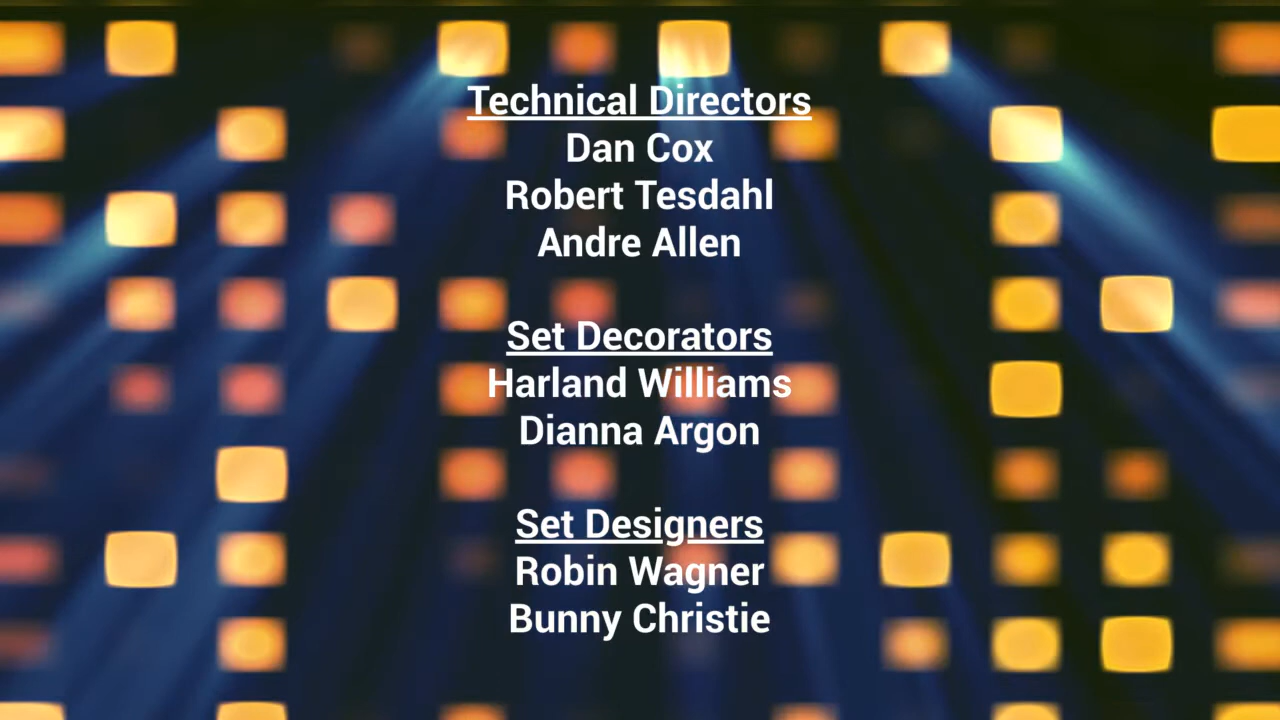 Technical Directors
Dan Cox
Robert Tesdahl
Andre Allen
Set Decorators
Harland Williams
Dianna Argon
Set Designers
Robin Wagner
Bunny Christie